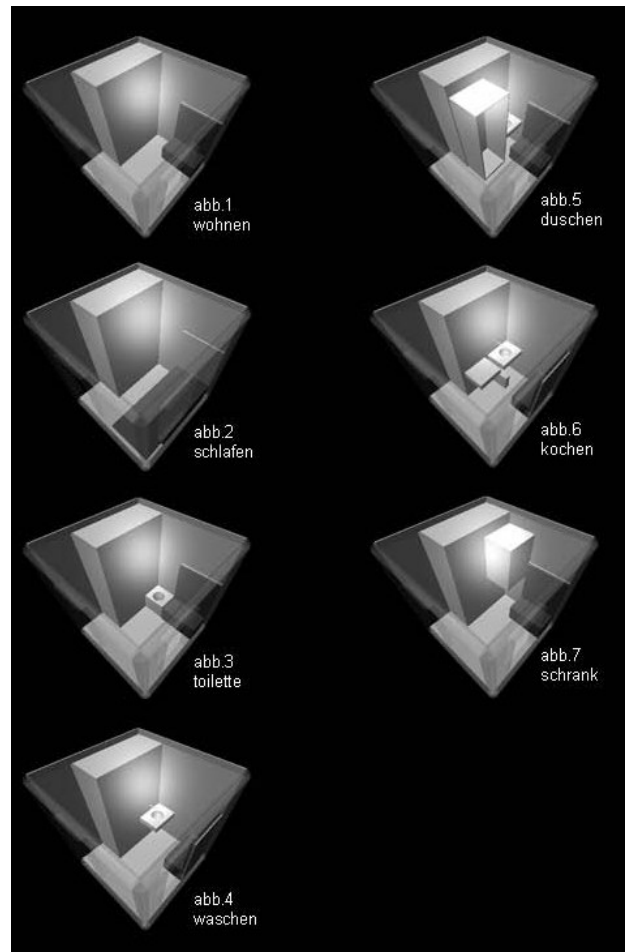 abb.1
wohnen
abb.2
schlafen
abb.3
toilette
abb.4
waschen
abb.5
duschen
abb.6
kochen
abb.7
schrank